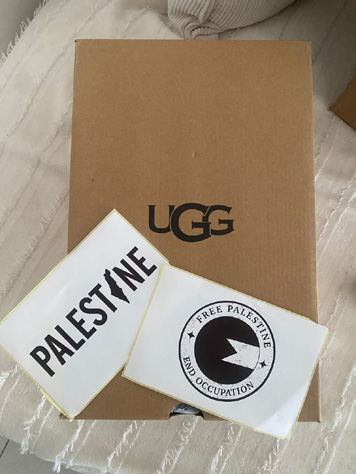 UGG
PALESTINE
FREE PALESTINE
END OCCUPATION